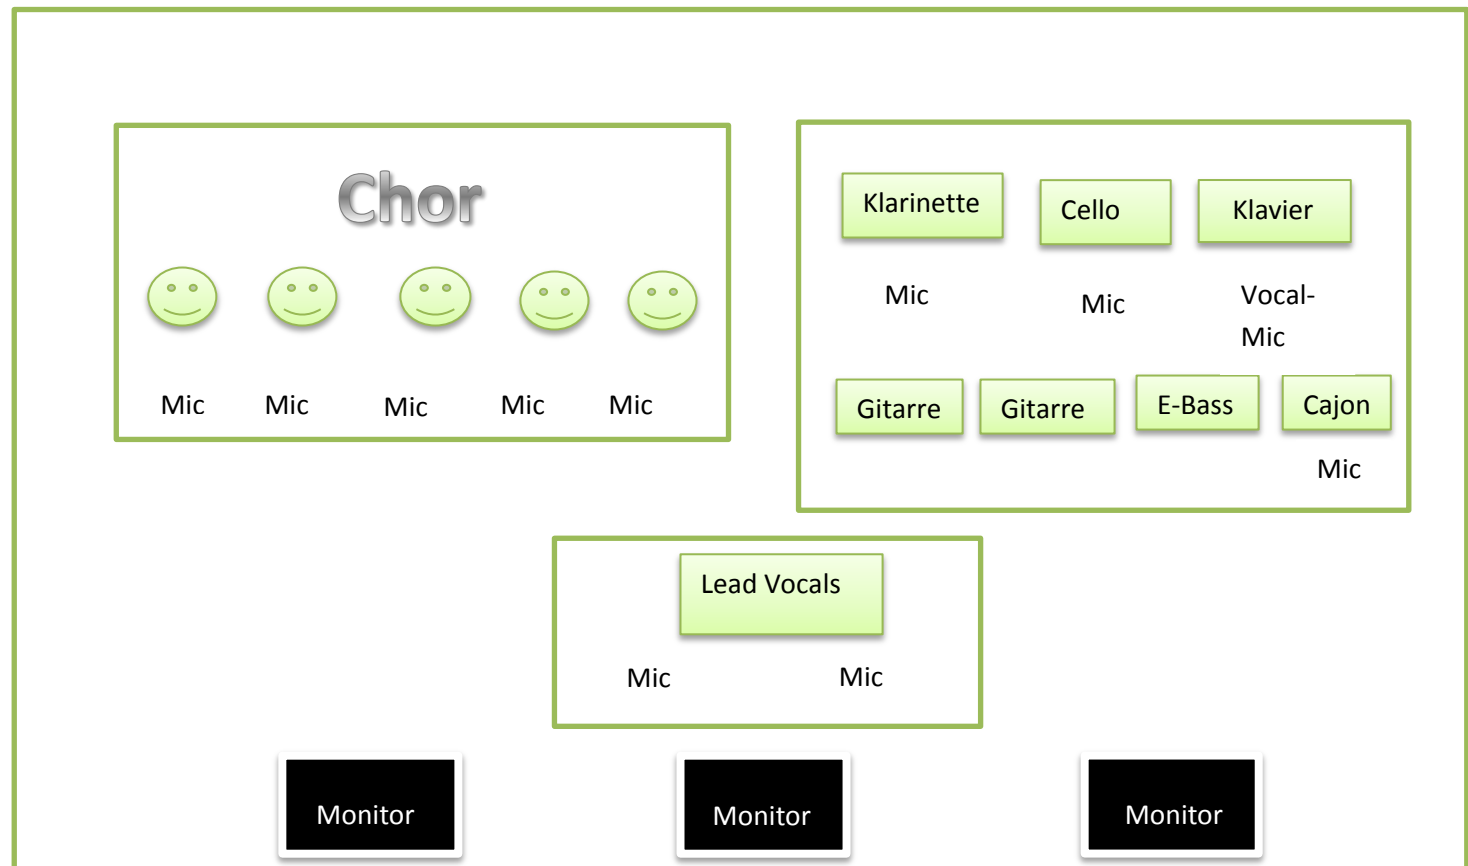 Chor
Mic Mic Mic Mic Mic
Klarinette Cello Klavier
Mic Mic Vocal-
Mic
Gitarre Gitarre E-Bass Cajon
Mic
Lead Vocals
Mic Mic
Monitor Monitor Monitor